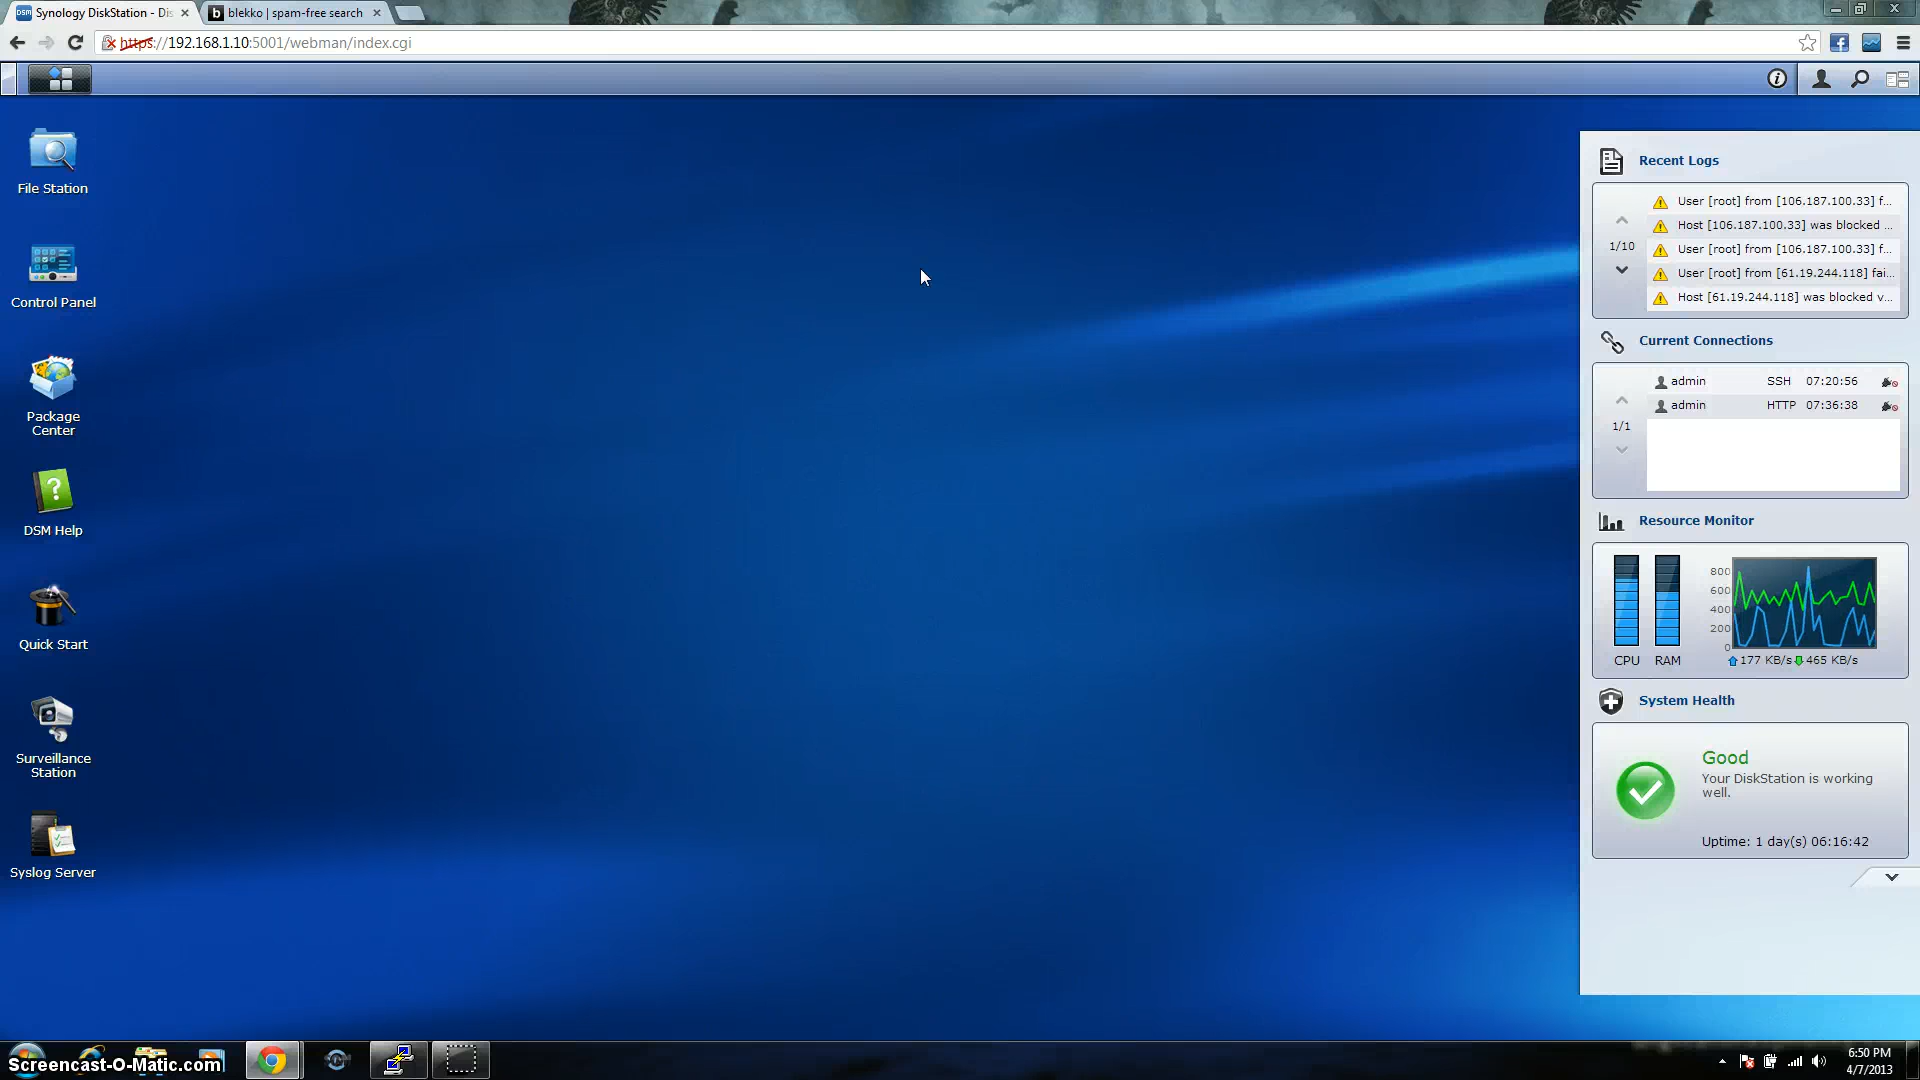 Synology DiskStation - Dis
blekko | spam-free search
https://192.168.1.10:5001/webman/index.cgi
File Station
Control Panel
Package
Center
DSM Help
Quick Start
Surveillance
Station
Syslog Server
Recent Logs
1/10
User [root] from [106.187.100.33] f...
Host [106.187.100.33] was blocked ...
User [root] from [106.187.100.33] f...
User [root] from [61.19.244.118] fai...
Host [61.19.244.118] was blocked v...
Current Connections
1/1
admin SSH 07:20:56
admin HTTP 07:36:38
Resource Monitor
800
600
400
200
0
CPU RAM
177 KB/s 465 KB/s
System Health
Good
Your DiskStation is working
well.
Uptime: 1 day(s) 06:16:42
Screencast-O-Matic.com
6:50 PM
4/7/2013